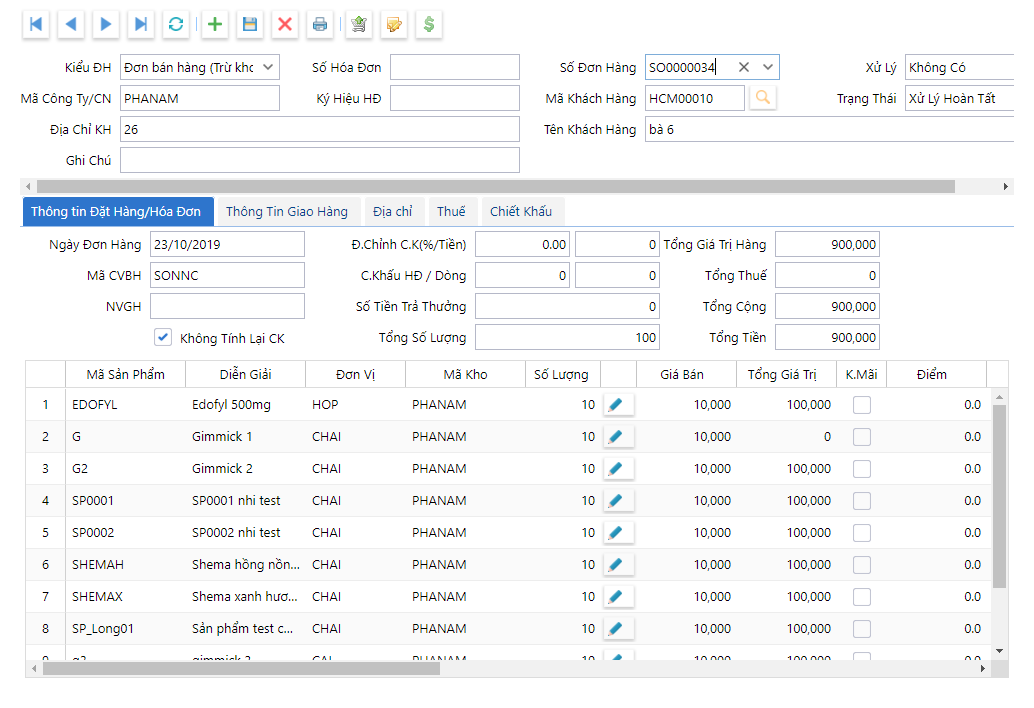 Kiểu ĐH Đơn bán hàng (Trừ khc Số Hóa Đơn Số Đơn Hàng SO0000034 Xử Lý Không Có
Mã Công Ty/CN PHANAM Ký Hiệu HĐ Mã Khách Hàng HCM00010 Trạng Thái Xử Lý Hoàn Tất
Địa Chỉ KH 26 Tên Khách Hàng bà 6
Ghi Chú
Thông tin Đặt Hàng/Hóa Đơn Thông Tin Giao Hàng Địa chỉ Thuế Chiết Khấu
Ngày Đơn Hàng 23/10/2019 Đ.Chỉnh C.K(%/Tiền) 0.00 0 Tổng Giá Trị Hàng 900,000
Mã CVBH SONNC C.Khấu HĐ / Dòng 0 0 Tổng Thuế 0
NVGH Số Tiền Trả Thưởng 0 Tổng Cộng 900,000
Không Tính Lại CK Tổng Số Lượng 100 Tổng Tiền 900,000
Mã Sản Phẩm Diễn Giải Đơn Vị Mã Kho Số Lượng Giá Bán Tổng Giá Trị K.Mãi Điểm
1 EDOFYL Edofyl 500mg HOP PHANAM 10 10,000 100,000 0.0
2 G Gimmick 1 CHAI PHANAM 10 10,000 0 0.0
3 G2 Gimmick 2 CHAI PHANAM 10 10,000 100,000 0.0
4 SP0001 SP0001 nhi test CHAI PHANAM 10 10,000 100,000 0.0
5 SP0002 SP0002 nhi test CHAI PHANAM 10 10,000 100,000 0.0
6 SHEMAH Shema hồng nồn... CHAI PHANAM 10 10,000 100,000 0.0
7 SHEMAX Shema xanh hươ... CHAI PHANAM 10 10,000 100,000 0.0
8 SP_Long01 Sản phẩm test c... CHAI PHANAM 10 10,000 100,000 0.0
PHANAM 10 10,000 100,000 0.0